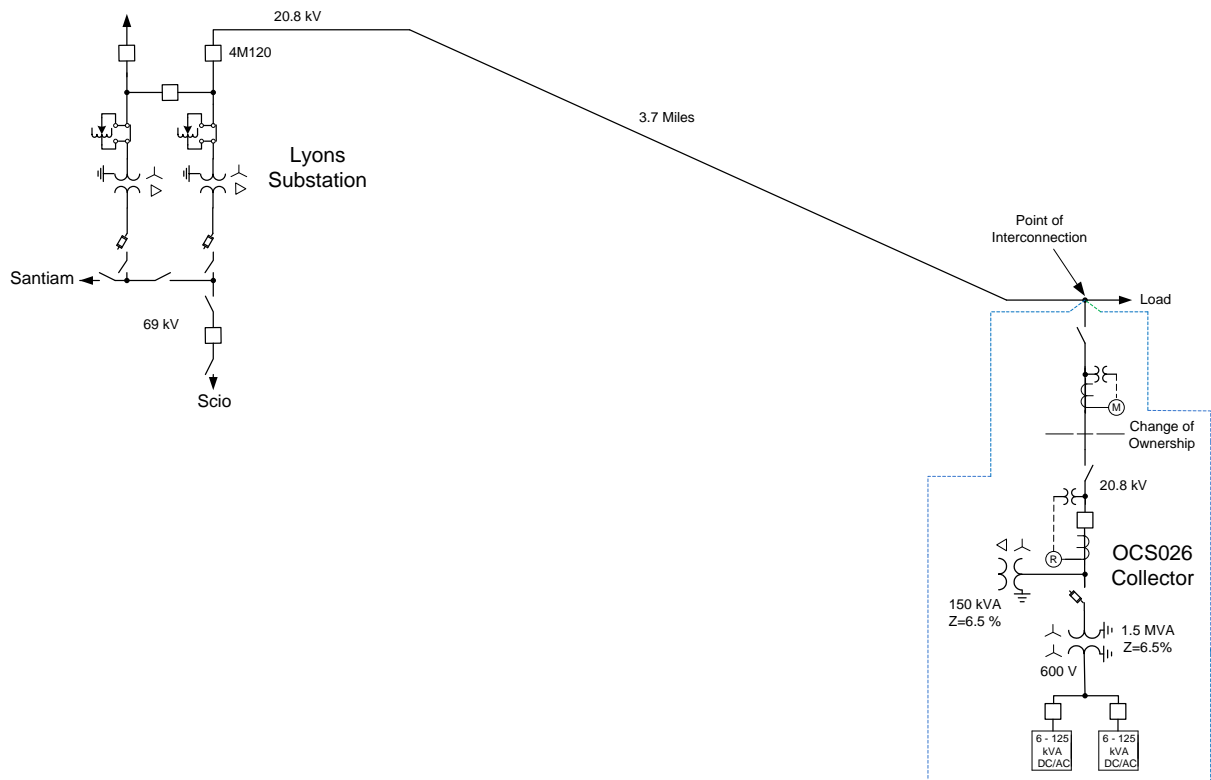 20.8 kV
4M120
3.7 Miles
Lyons
Substation
Point of
Interconnection
Santiam
Load
69 kV
Scio
M
Change of
Ownership
20.8 kV
R
OCS026
Collector
150 kVA
Z=6.5 %
1.5 MVA
Z=6.5%
600 V
6 - 125
kVA
DC/AC
6 - 125
kVA
DC/AC